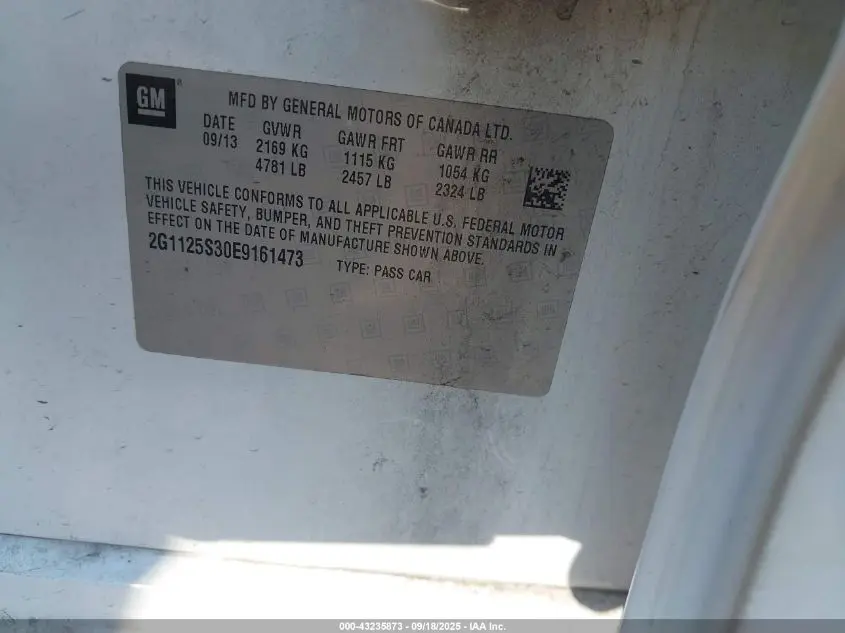 GM
MFD BY GENERAL MOTORS OF CANADA LTD.
DATE GVWR GAWR FRT GAWR RR
09/13 2169 KG 1115 KG 1054 KG
4781 LB 2457 LB 2324 LB
THIS VEHICLE CONFORMS TO ALL APPLICABLE U.S. FEDERAL MOTOR
VEHICLE SAFETY, BUMPER, AND THEFT PREVENTION STANDARDS IN
EFFECT ON THE DATE OF MANUFACTURE SHOWN ABOVE.
2G1125S30E9161473 TYPE: PASS CAR
000-43235873 - 09/18/2025 - IAA Inc.